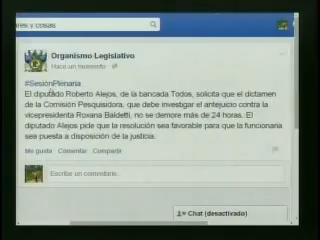 ares y cosas
Organismo Legislativo
Hace un momento
#SesiónPlenaria
El diputado Roberto Alejos, de la bancada Todos, solicita que el dictamen
de la Comisión Pesquisidora, que debe investigar el antejuicio contra la
vicepresidenta Roxana Baldetti, no se demore más de 24 horas. El
diputado Alejos pide que la resolución sea favorable para que la funcionaria
sea puesta a disposición de la justicia.
Me gusta Comentar Compartir
Escribe un comentario...
Chat (desactivado)